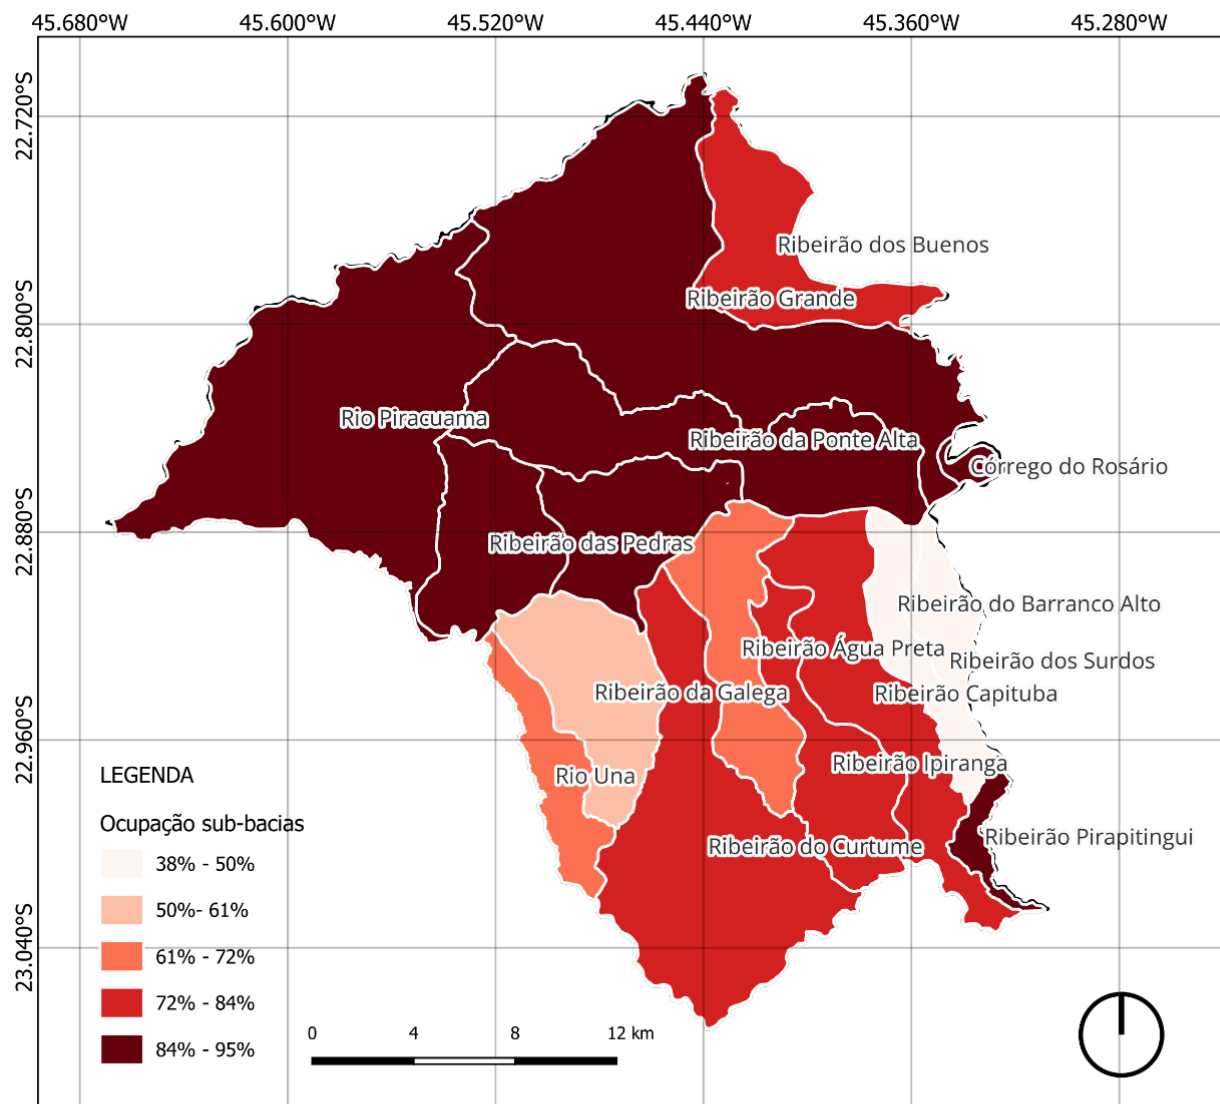 45.680°W 45.600°W 45.520°W 45.440°W 45.360°W 45.280°W
22.720°S
22.800°S
22.880°S
22.960°S
23.040°S
Ribeirão dos Buenos
Ribeirão Grande
Rio Piracuama
Ribeirão da Ponte Alta
Córrego do Rosário
Ribeirão das Pedras
Ribeirão do Barranco Alto
Ribeirão Água Preta
Ribeirão dos Surdos
Ribeirão da Galega
Ribeirão Capituba
Ribeirão Ipiranga
Rio Una
Ribeirão Pirapitingui
Ribeirão do Curtume
LEGENDA
Ocupação sub-bacias
38% - 50%
50%- 61%
61% - 72%
72% - 84%
84% - 95%
0 4 8 12 km